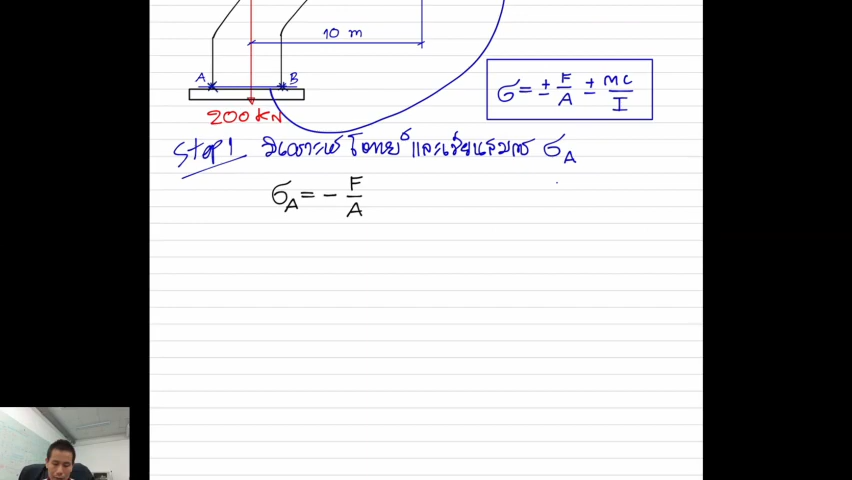 10 m
A B
σ = ± F/A ± MC/I
200 KN
Step 1 วิเคราะห์ โจทย์ และเขียนสมการ σA
σA = - F/A